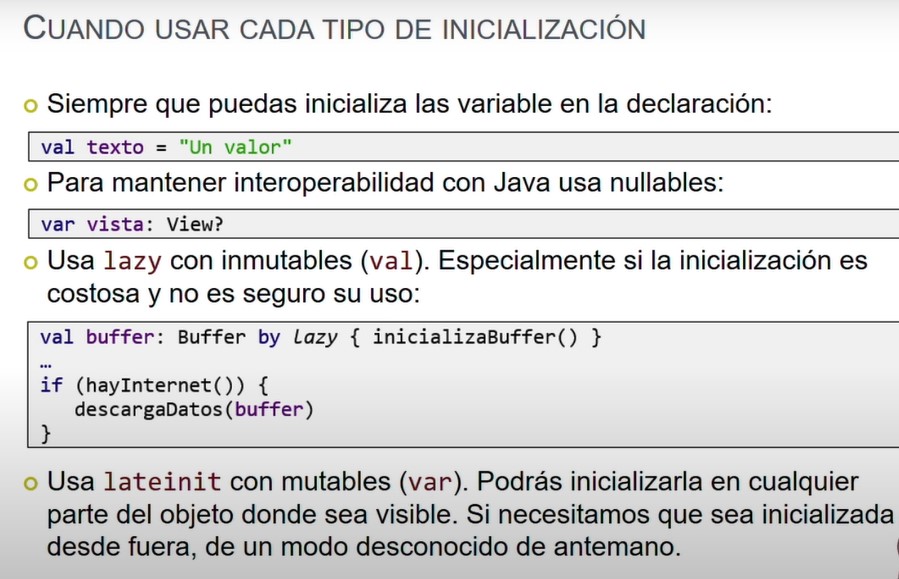 CUANDO USAR CADA TIPO DE INICIALIZACIÓN
Siempre que puedas inicializa las variable en la declaración:
val texto = "Un valor"
Para mantener interoperabilidad con Java usa nullables:
var vista: View?
Usa lazy con inmutables (val). Especialmente si la inicialización es
costosa y no es seguro su uso:
val buffer: Buffer by lazy { inicializaBuffer() }
…
if (hayInternet()) {
   descargaDatos(buffer)
}
Usa lateinit con mutables (var). Podrás inicializarla en cualquier
parte del objeto donde sea visible. Si necesitamos que sea inicializada
desde fuera, de un modo desconocido de antemano.